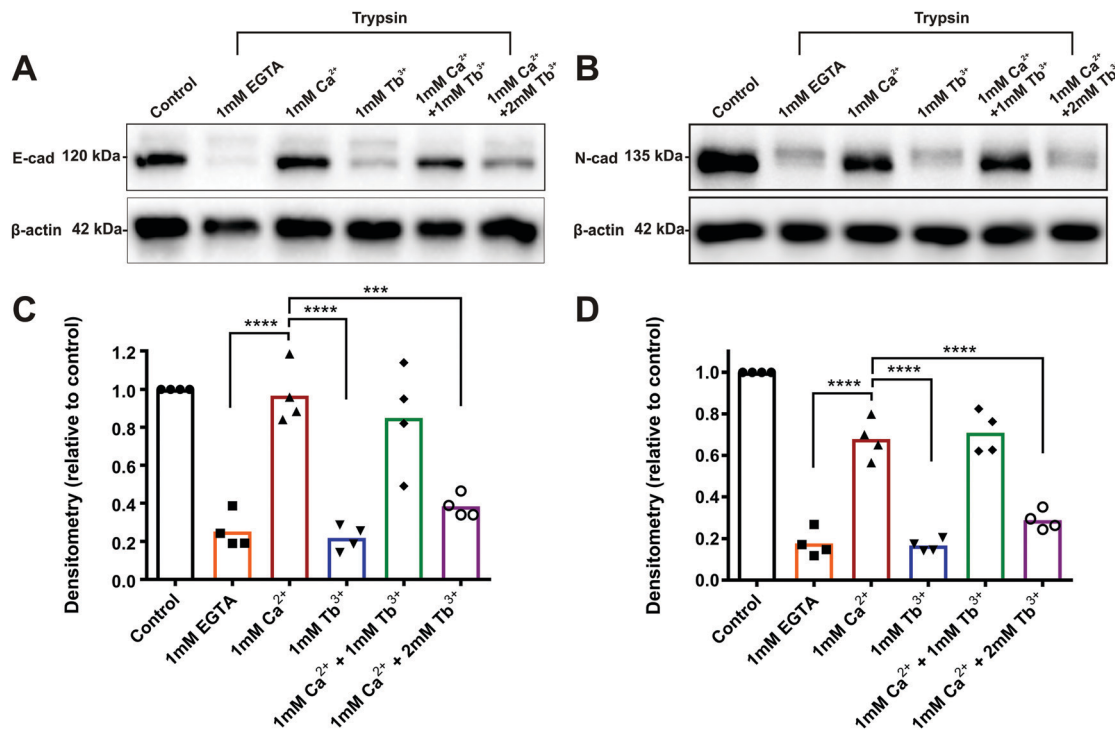 Trypsin
A
Control
1mM EGTA
1mM Ca²⁺
1mM Tb³⁺
1mM Ca²⁺
+1mM Tb³⁺
1mM Ca²⁺
+2mM Tb³⁺
E-cad 120 kDa
β-actin 42 kDa
Trypsin
B
Control
1mM EGTA
1mM Ca²⁺
1mM Tb³⁺
1mM Ca²⁺
+1mM Tb³⁺
1mM Ca²⁺
+2mM Tb³⁺
N-cad 135 kDa
β-actin 42 kDa
C
Densitometry (relative to control)
1.2
1.0
0.8
0.6
0.4
0.2
0.0
****
****
***
Control
1mM EGTA
1mM Ca²⁺
1mM Tb³⁺
1mM Ca²⁺ + 1mM Tb³⁺
1mM Ca²⁺ + 2mM Tb³⁺
D
Densitometry (relative to control)
1.0
0.8
0.6
0.4
0.2
0.0
****
****
****
Control
1mM EGTA
1mM Ca²⁺
1mM Tb³⁺
1mM Ca²⁺ + 1mM Tb³⁺
1mM Ca²⁺ + 2mM Tb³⁺